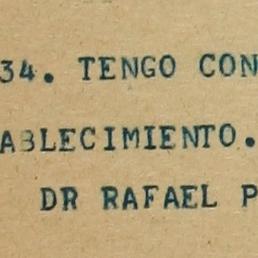 34. TENGO CON
ABLECIMIENTO.
DR RAFAEL P